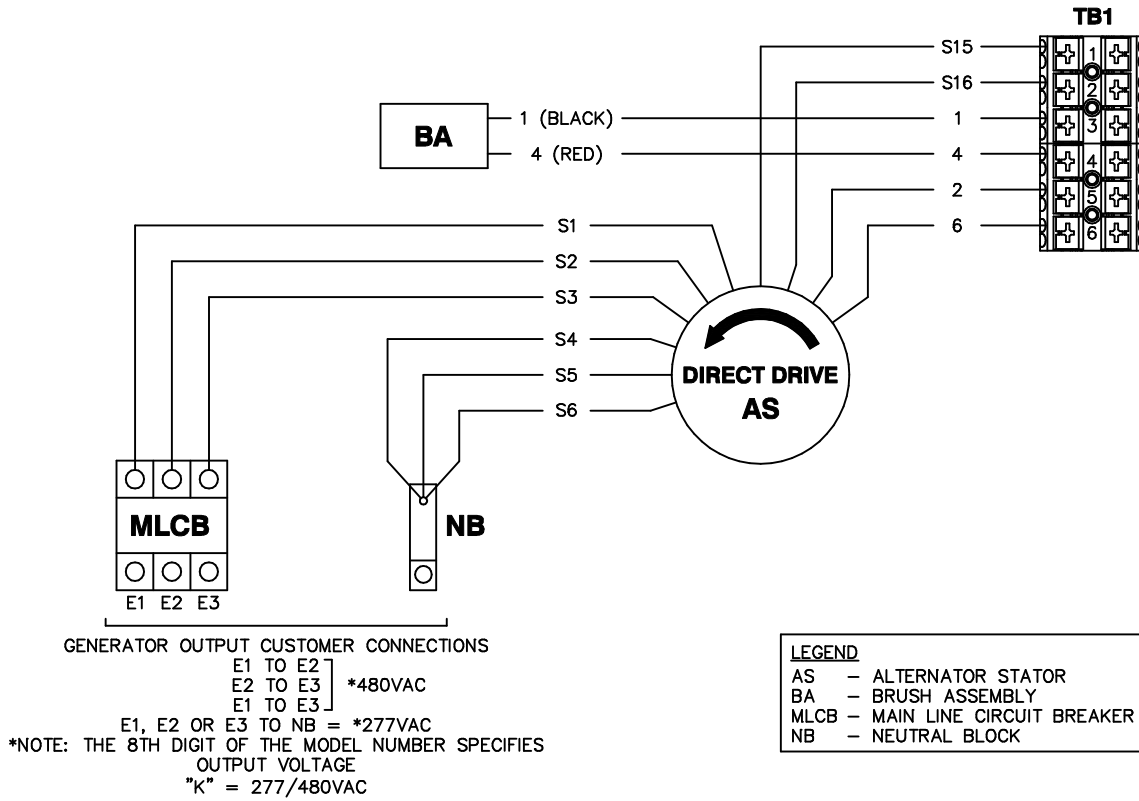 TB1
S15
1
S16
2
1 (BLACK)
1
3
BA
4 (RED)
4
4
2
5
S1
6
6
S2
S3
S4
S5
DIRECT DRIVE
AS
S6
MLCB
NB
E1 E2 E3
GENERATOR OUTPUT CUSTOMER CONNECTIONS
E1 TO E2
E2 TO E3 *480VAC
E1 TO E3
E1, E2 OR E3 TO NB = *277VAC
*NOTE: THE 8TH DIGIT OF THE MODEL NUMBER SPECIFIES
OUTPUT VOLTAGE
"K" = 277/480VAC
LEGEND
AS – ALTERNATOR STATOR
BA – BRUSH ASSEMBLY
MLCB – MAIN LINE CIRCUIT BREAKER
NB – NEUTRAL BLOCK